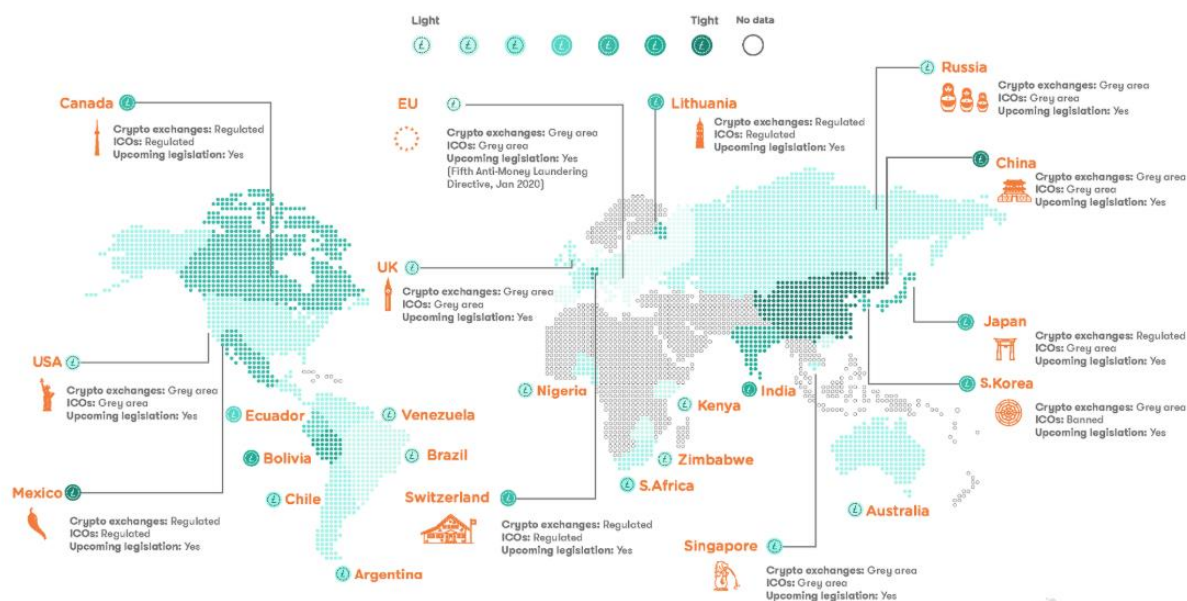 Light
Tight
No data
Canada
Crypto exchanges: Regulated
ICOs: Regulated
Upcoming legislation: Yes
EU
Crypto exchanges: Grey area
ICOs: Grey area
Upcoming legislation: Yes
(Fifth Anti-Money Laundering
Directive, Jan 2020)
Lithuania
Crypto exchanges: Regulated
ICOs: Regulated
Upcoming legislation: Yes
Russia
Crypto exchanges: Grey area
ICOs: Grey area
Upcoming legislation: Yes
China
Crypto exchanges: Grey area
ICOs: Grey area
Upcoming legislation: Yes
UK
Crypto exchanges: Grey area
ICOs: Grey area
Upcoming legislation: Yes
USA
Crypto exchanges: Grey area
ICOs: Grey area
Upcoming legislation: Yes
Japan
Crypto exchanges: Regulated
ICOs: Grey area
Upcoming legislation: Yes
S.Korea
Crypto exchanges: Grey area
ICOs: Banned
Upcoming legislation: Yes
Nigeria
Kenya
India
Ecuador
Venezuela
Bolivia
Brazil
Zimbabwe
S.Africa
Chile
Mexico
Crypto exchanges: Regulated
ICOs: Regulated
Upcoming legislation: Yes
Switzerland
Crypto exchanges: Regulated
ICOs: Regulated
Upcoming legislation: Yes
Australia
Singapore
Crypto exchanges: Grey area
ICOs: Grey area
Upcoming legislation: Yes
Argentina